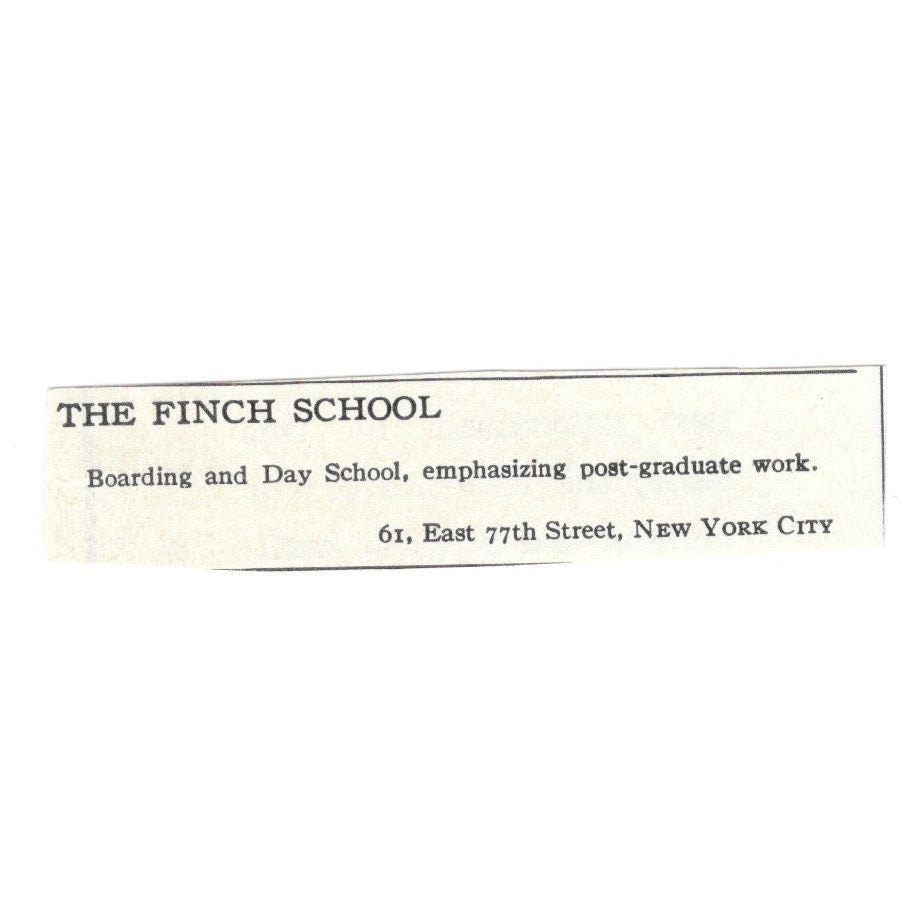 THE FINCH SCHOOL
Boarding and Day School, emphasizing post-graduate work.
61, East 77th Street, NEW YORK CITY